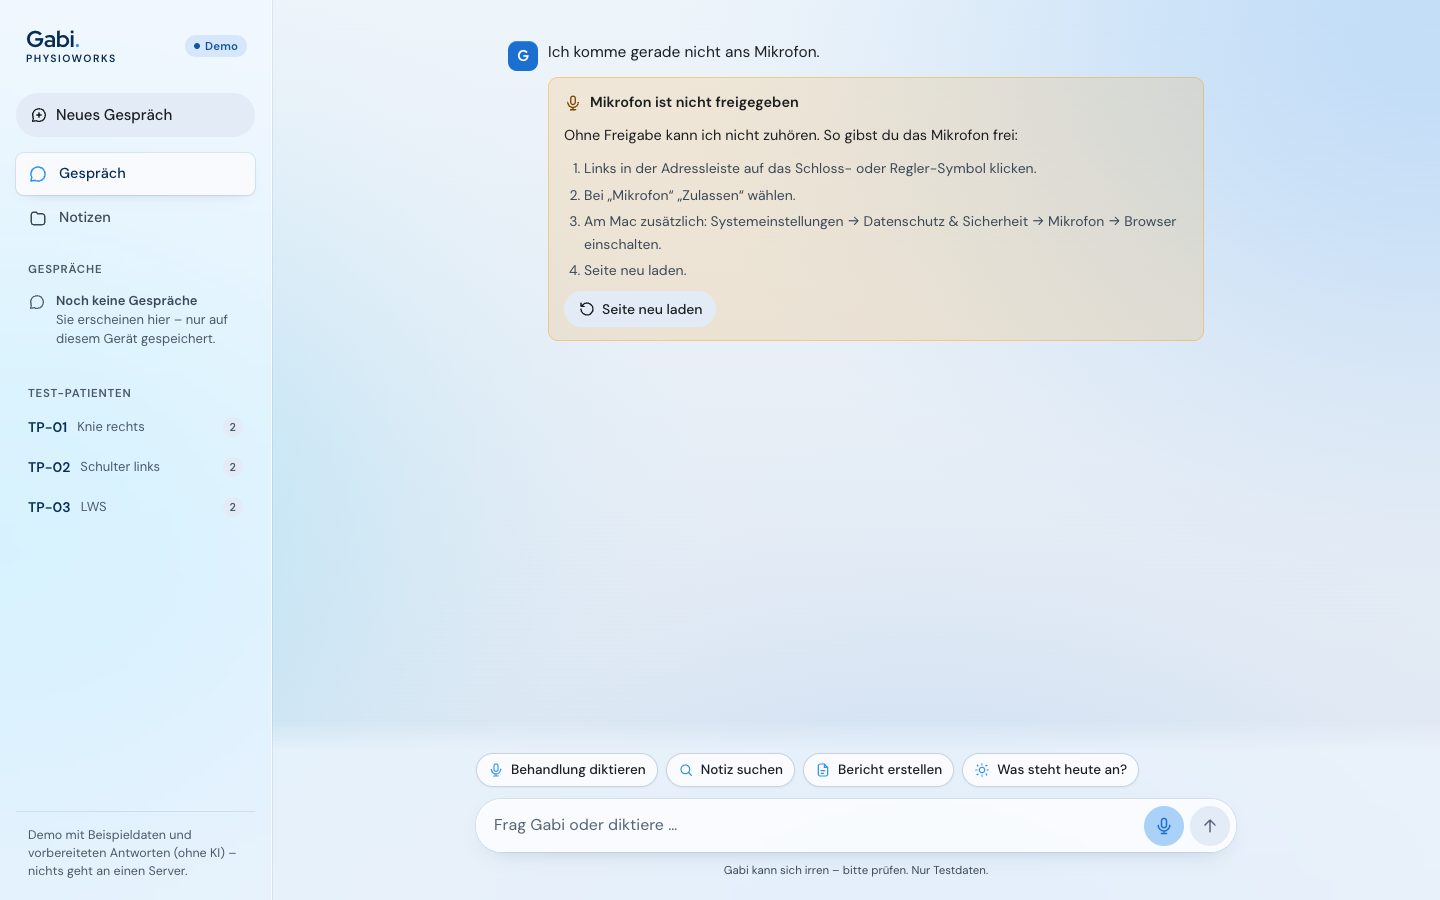 Gabi.
PHYSIOWORKS
Demo
Neues Gespräch
Gespräch
Notizen
GESPRÄCHE
Noch keine Gespräche
Sie erscheinen hier – nur auf
diesem Gerät gespeichert.
TEST-PATIENTEN
TP-01 Knie rechts 2
TP-02 Schulter links 2
TP-03 LWS 2
Demo mit Beispieldaten und
vorbereiteten Antworten (ohne KI) –
nichts geht an einen Server.
G
Ich komme gerade nicht ans Mikrofon.
Mikrofon ist nicht freigegeben
Ohne Freigabe kann ich nicht zuhören. So gibst du das Mikrofon frei:
1. Links in der Adressleiste auf das Schloss- oder Regler-Symbol klicken.
2. Bei „Mikrofon“ „Zulassen“ wählen.
3. Am Mac zusätzlich: Systemeinstellungen → Datenschutz & Sicherheit → Mikrofon → Browser
einschalten.
4. Seite neu laden.
Seite neu laden
Behandlung diktieren
Notiz suchen
Bericht erstellen
Was steht heute an?
Frag Gabi oder diktiere …
Gabi kann sich irren – bitte prüfen. Nur Testdaten.